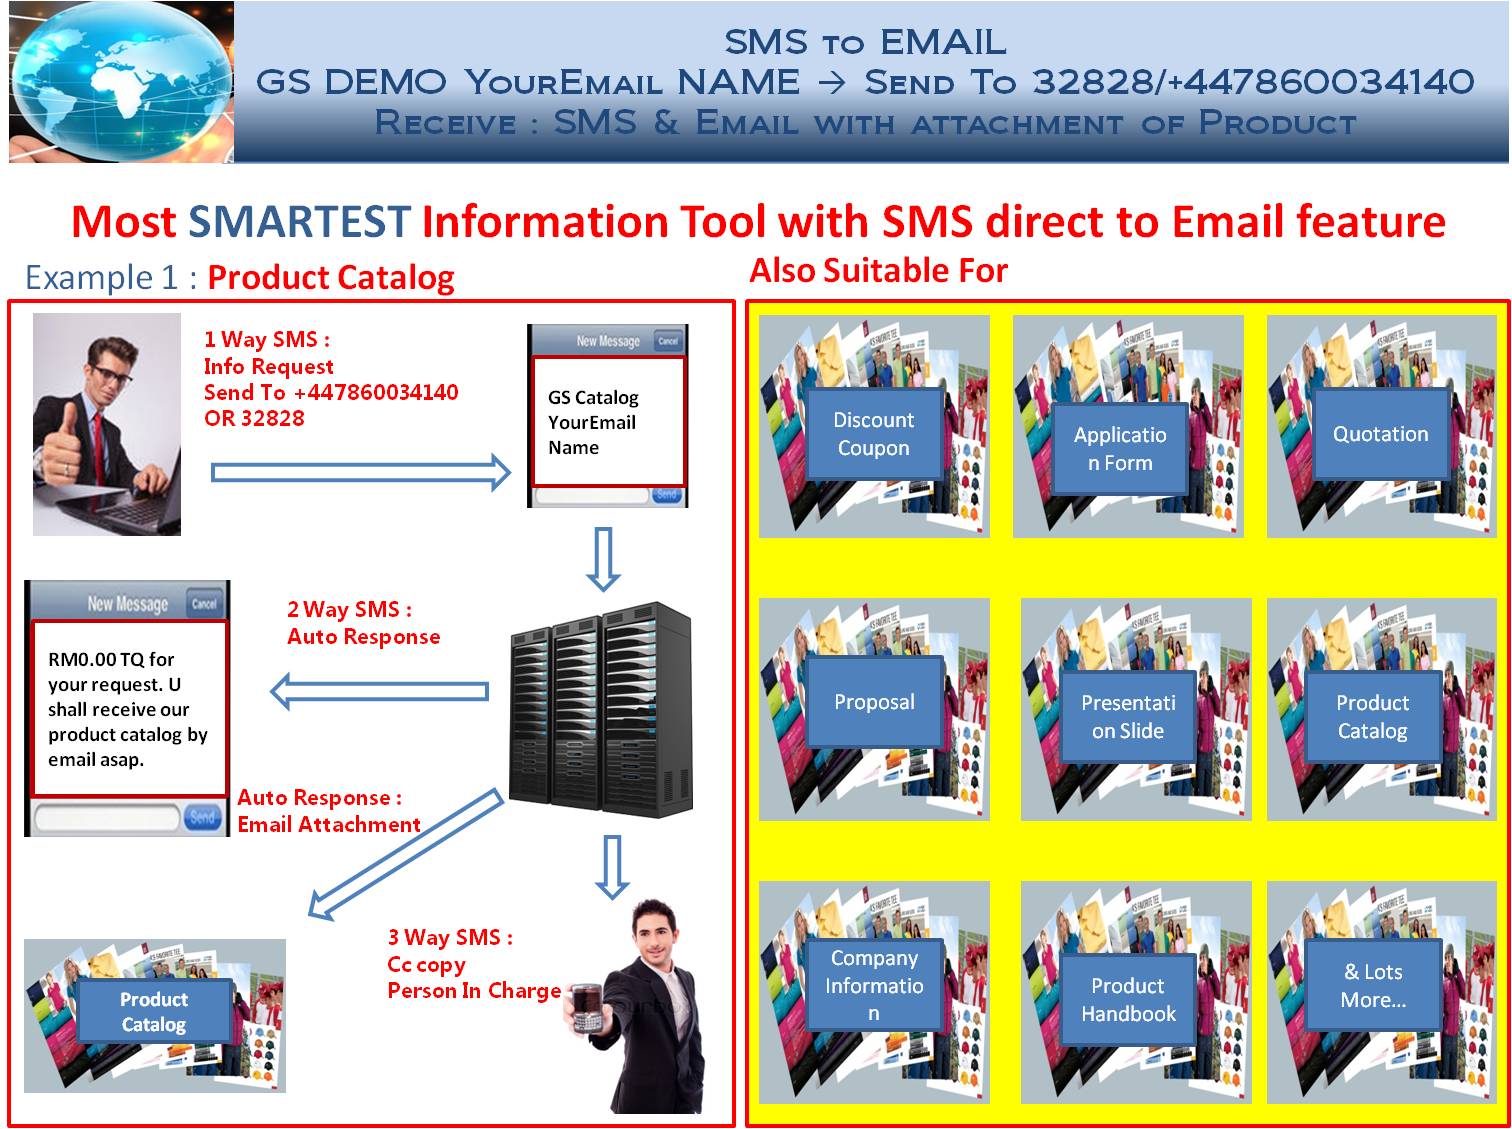 SMS to EMAIL
GS DEMO YourEmail NAME → Send To 32828/+447860034140
Receive : SMS & Email with attachment of Product
Most SMARTEST Information Tool with SMS direct to Email feature
Example 1 : Product Catalog
1 Way SMS :
Info Request
Send To +447860034140
OR 32828
New Message
Cancel
GS Catalog
YourEmail
Name
Send
2 Way SMS :
Auto Response
New Message
Cancel
RM0.00 TQ for
your request. U
shall receive our
product catalog by
email asap.
Send
Auto Response :
Email Attachment
3 Way SMS :
Cc copy
Person In Charge
Product
Catalog
Also Suitable For
Discount
Coupon
Applicatio
n Form
Quotation
Proposal
Presentati
on Slide
Product
Catalog
Company
Informatio
n
Product
Handbook
& Lots
More...